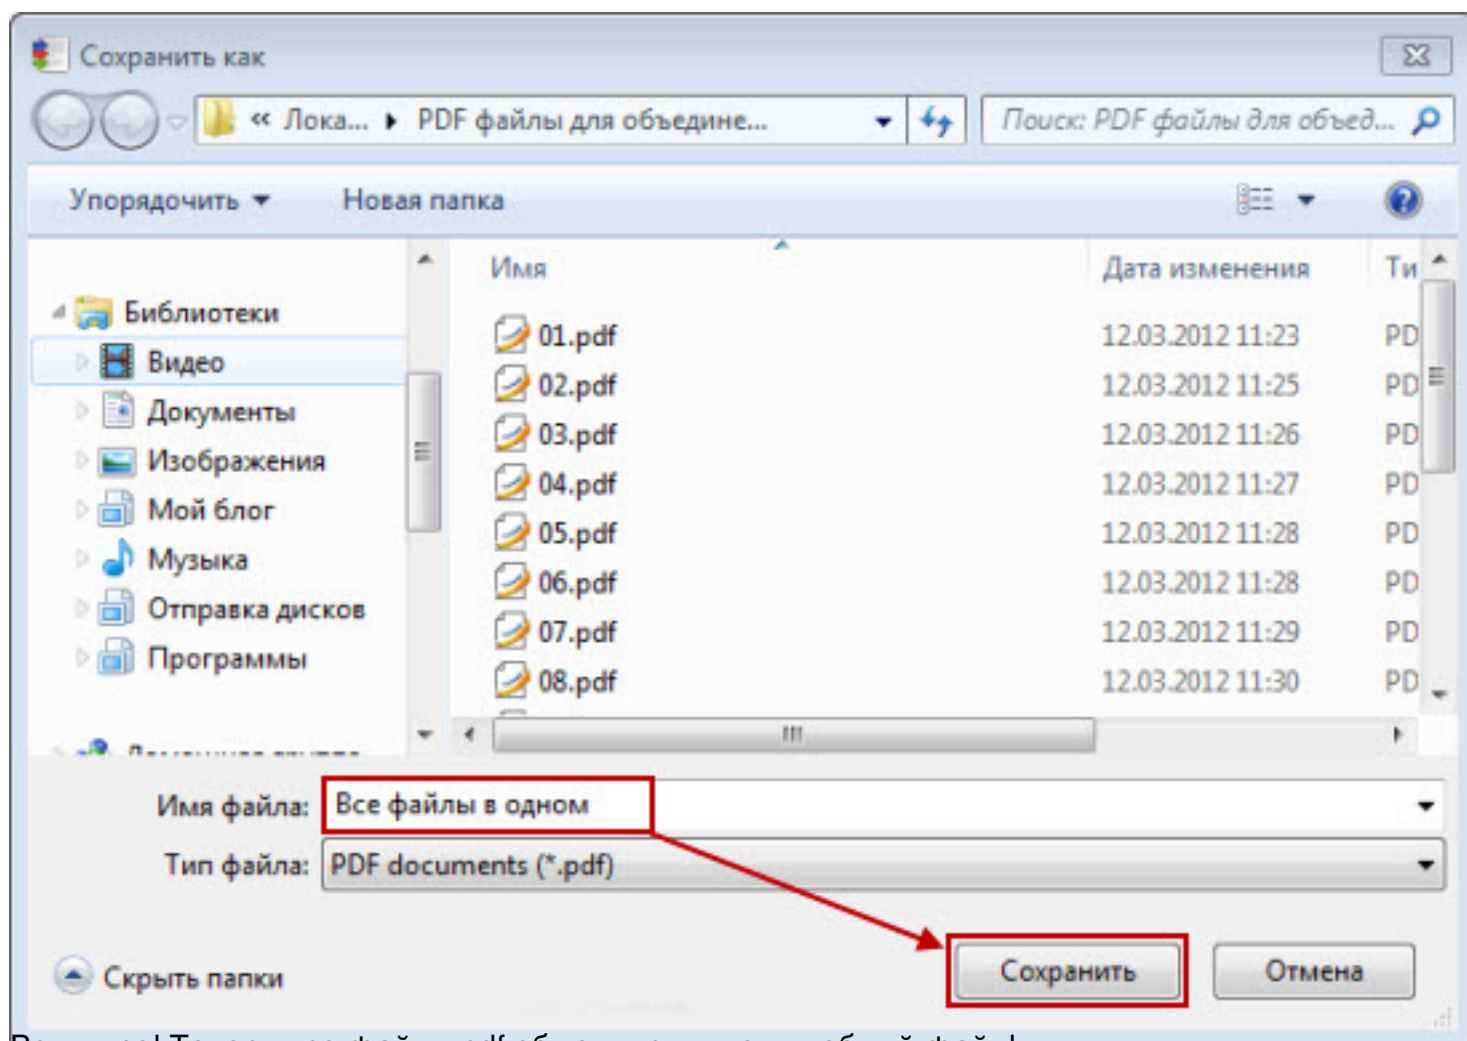 Сохранить как
« Лока... PDF файлы для объедине... Поиск: PDF файлы для объед...
Упорядочить Новая папка
Имя Дата изменения Ти
Библиотеки
Видео
Документы
Изображения
Мой блог
Музыка
Отправка дисков
Программы
01.pdf 12.03.2012 11:23 PD
02.pdf 12.03.2012 11:25 PD
03.pdf 12.03.2012 11:26 PD
04.pdf 12.03.2012 11:27 PD
05.pdf 12.03.2012 11:28 PD
06.pdf 12.03.2012 11:28 PD
07.pdf 12.03.2012 11:29 PD
08.pdf 12.03.2012 11:30 PD
Имя файла: Все файлы в одном
Тип файла: PDF documents (*.pdf)
Скрыть папки Сохранить Отмена